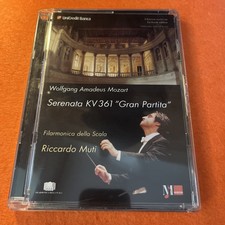 UniCredit Banca
Wolfgang Amadeus Mozart
Serenata KV 361 "Gran Partita"
Filarmonica della Scala
Riccardo Muti
M